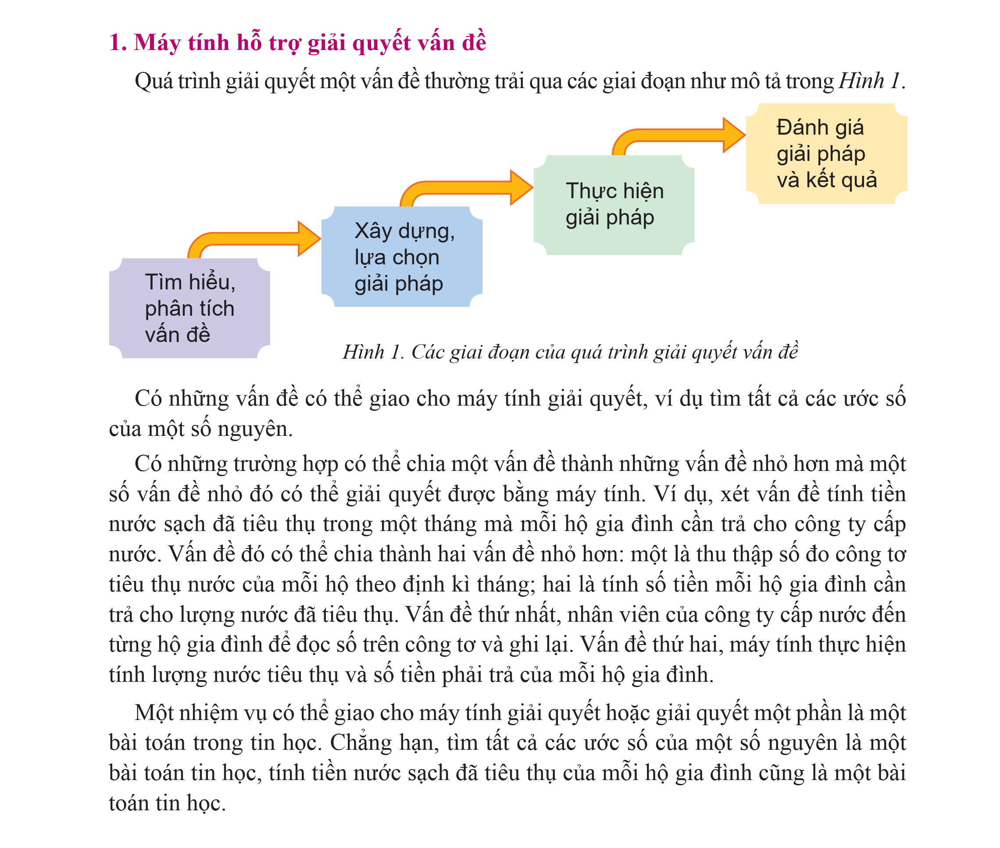 1. Máy tính hỗ trợ giải quyết vấn đề
Quá trình giải quyết một vấn đề thường trải qua các giai đoạn như mô tả trong Hình 1.
Tìm hiểu,
phân tích
vấn đề
Xây dựng,
lựa chọn
giải pháp
Thực hiện
giải pháp
Đánh giá
giải pháp
và kết quả
Hình 1. Các giai đoạn của quá trình giải quyết vấn đề
Có những vấn đề có thể giao cho máy tính giải quyết, ví dụ tìm tất cả các ước số
của một số nguyên.
Có những trường hợp có thể chia một vấn đề thành những vấn đề nhỏ hơn mà một
số vấn đề nhỏ đó có thể giải quyết được bằng máy tính. Ví dụ, xét vấn đề tính tiền
nước sạch đã tiêu thụ trong một tháng mà mỗi hộ gia đình cần trả cho công ty cấp
nước. Vấn đề đó có thể chia thành hai vấn đề nhỏ hơn: một là thu thập số đo công tơ
tiêu thụ nước của mỗi hộ theo định kì tháng; hai là tính số tiền mỗi hộ gia đình cần
trả cho lượng nước đã tiêu thụ. Vấn đề thứ nhất, nhân viên của công ty cấp nước đến
từng hộ gia đình để đọc số trên công tơ và ghi lại. Vấn đề thứ hai, máy tính thực hiện
tính lượng nước tiêu thụ và số tiền phải trả của mỗi hộ gia đình.
Một nhiệm vụ có thể giao cho máy tính giải quyết hoặc giải quyết một phần là một
bài toán trong tin học. Chẳng hạn, tìm tất cả các ước số của một số nguyên là một
bài toán tin học, tính tiền nước sạch đã tiêu thụ của mỗi hộ gia đình cũng là một bài
toán tin học.